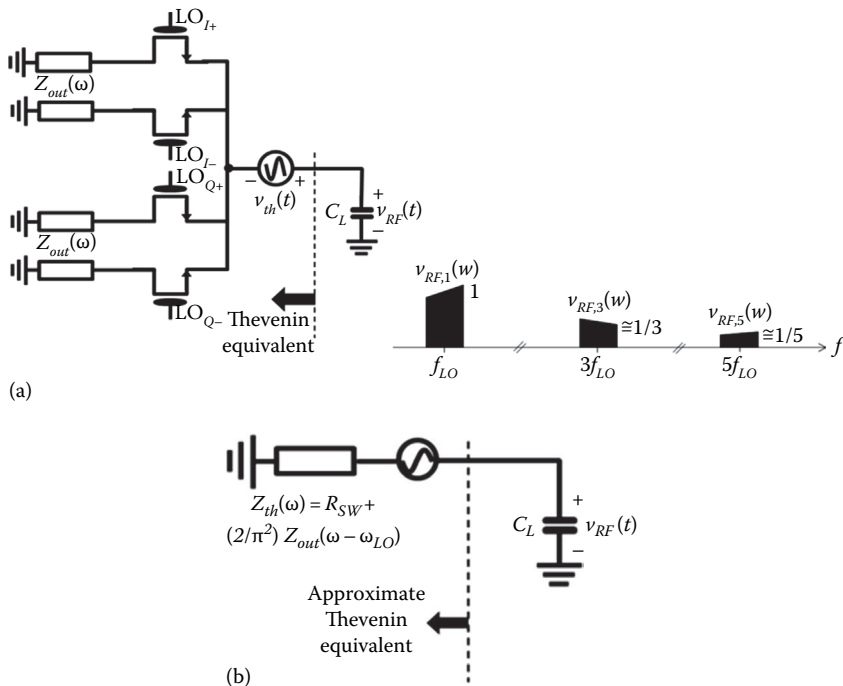 LO_{I+}
Z_{out}(ω)
LO_{I−}
LO_{Q+}
− +
v_{th}(t)
C_L
+
v_{RF}(t)
−
Z_{out}(ω)
LO_{Q−}
Thevenin
equivalent
v_{RF,1}(w)
1
v_{RF,3}(w)
≅1/3
v_{RF,5}(w)
≅1/5
f_{LO}
3f_{LO}
5f_{LO}
f
(a)
Z_{th}(ω) = R_{SW} +
(2/π²) Z_{out}(ω − ω_{LO})
C_L
+
v_{RF}(t)
−
Approximate
Thevenin
equivalent
(b)